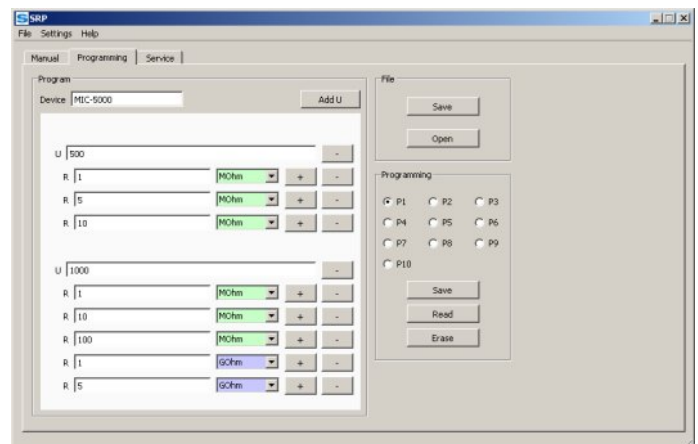 SRP
File Settings Help
Manual Programming Service
Program
Device MIC-5000 Add U
U 500 -
R 1 MOhm + -
R 5 MOhm + -
R 10 MOhm + -
U 1000 -
R 1 MOhm + -
R 10 MOhm + -
R 100 MOhm + -
R 1 GOhm + -
R 5 GOhm + -
File
Save
Open
Programming
P1 P2 P3
P4 P5 P6
P7 P8 P9
P10
Save
Read
Erase